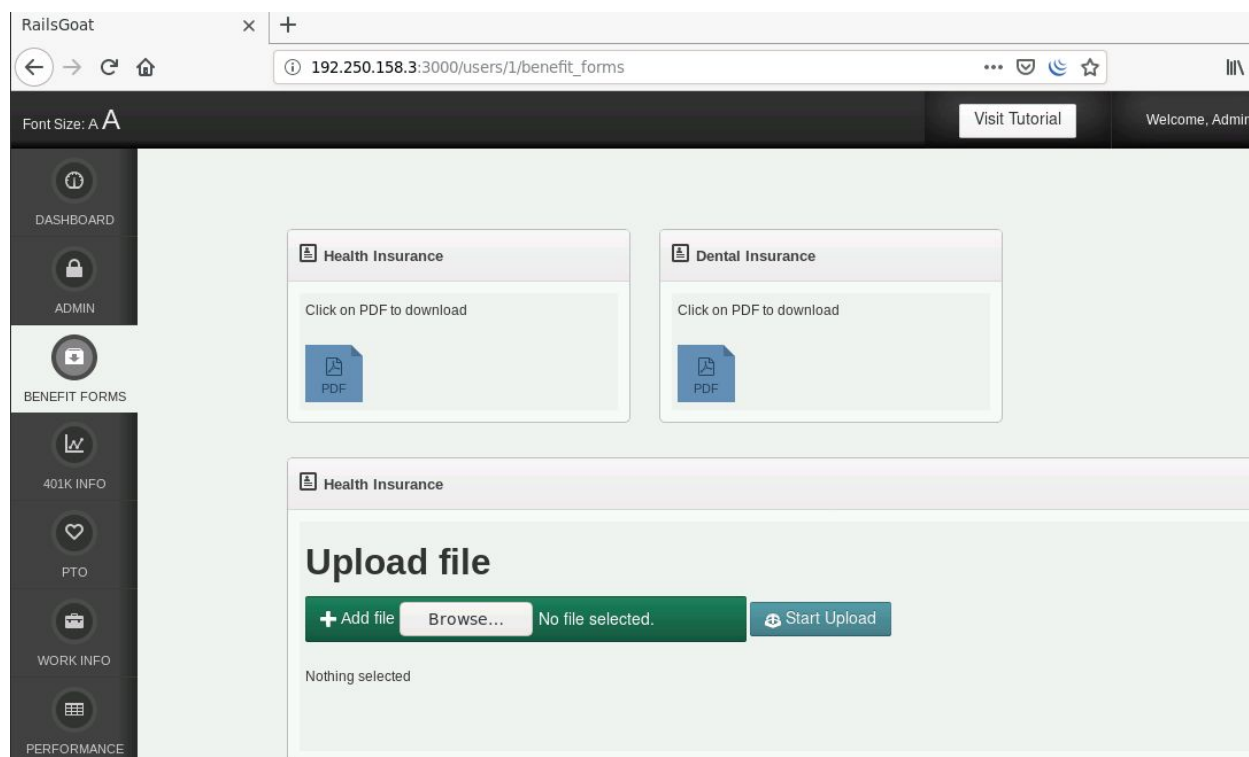 RailsGoat
192.250.158.3:3000/users/1/benefit_forms
Font Size: A A
Visit Tutorial
Welcome, Admin
DASHBOARD
ADMIN
BENEFIT FORMS
401K INFO
PTO
WORK INFO
PERFORMANCE
Health Insurance
Click on PDF to download
PDF
Dental Insurance
Click on PDF to download
PDF
Health Insurance
Upload file
Add file Browse... No file selected. Start Upload
Nothing selected